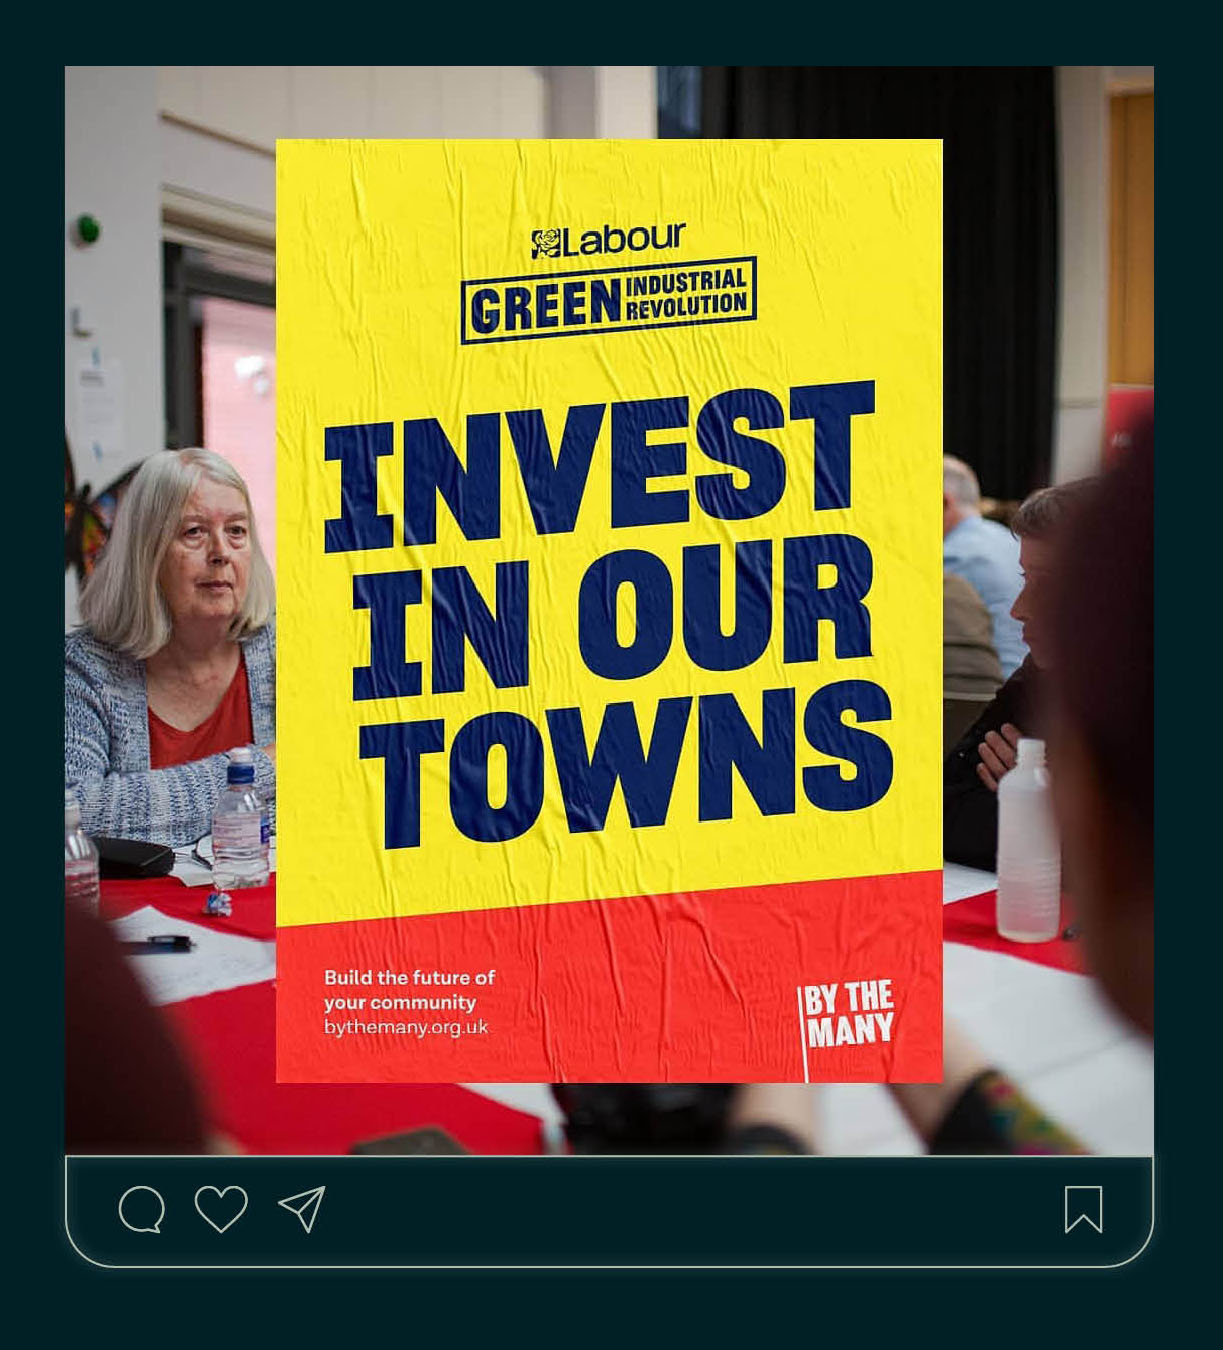 Labour
GREEN INDUSTRIAL
REVOLUTION
INVEST
IN OUR
TOWNS
Build the future of
your community
bythemany.org.uk
BY THE
MANY